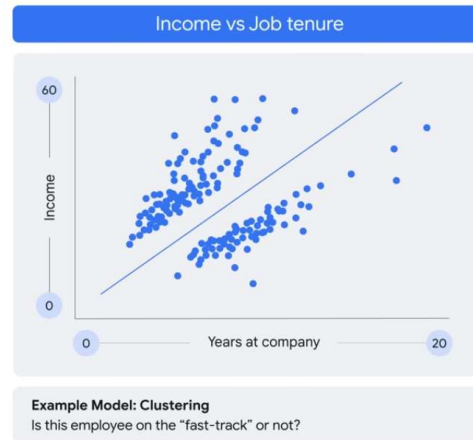 Income vs Job tenure
60
Income
0
0
Years at company
20
Example Model: Clustering
Is this employee on the “fast-track” or not?